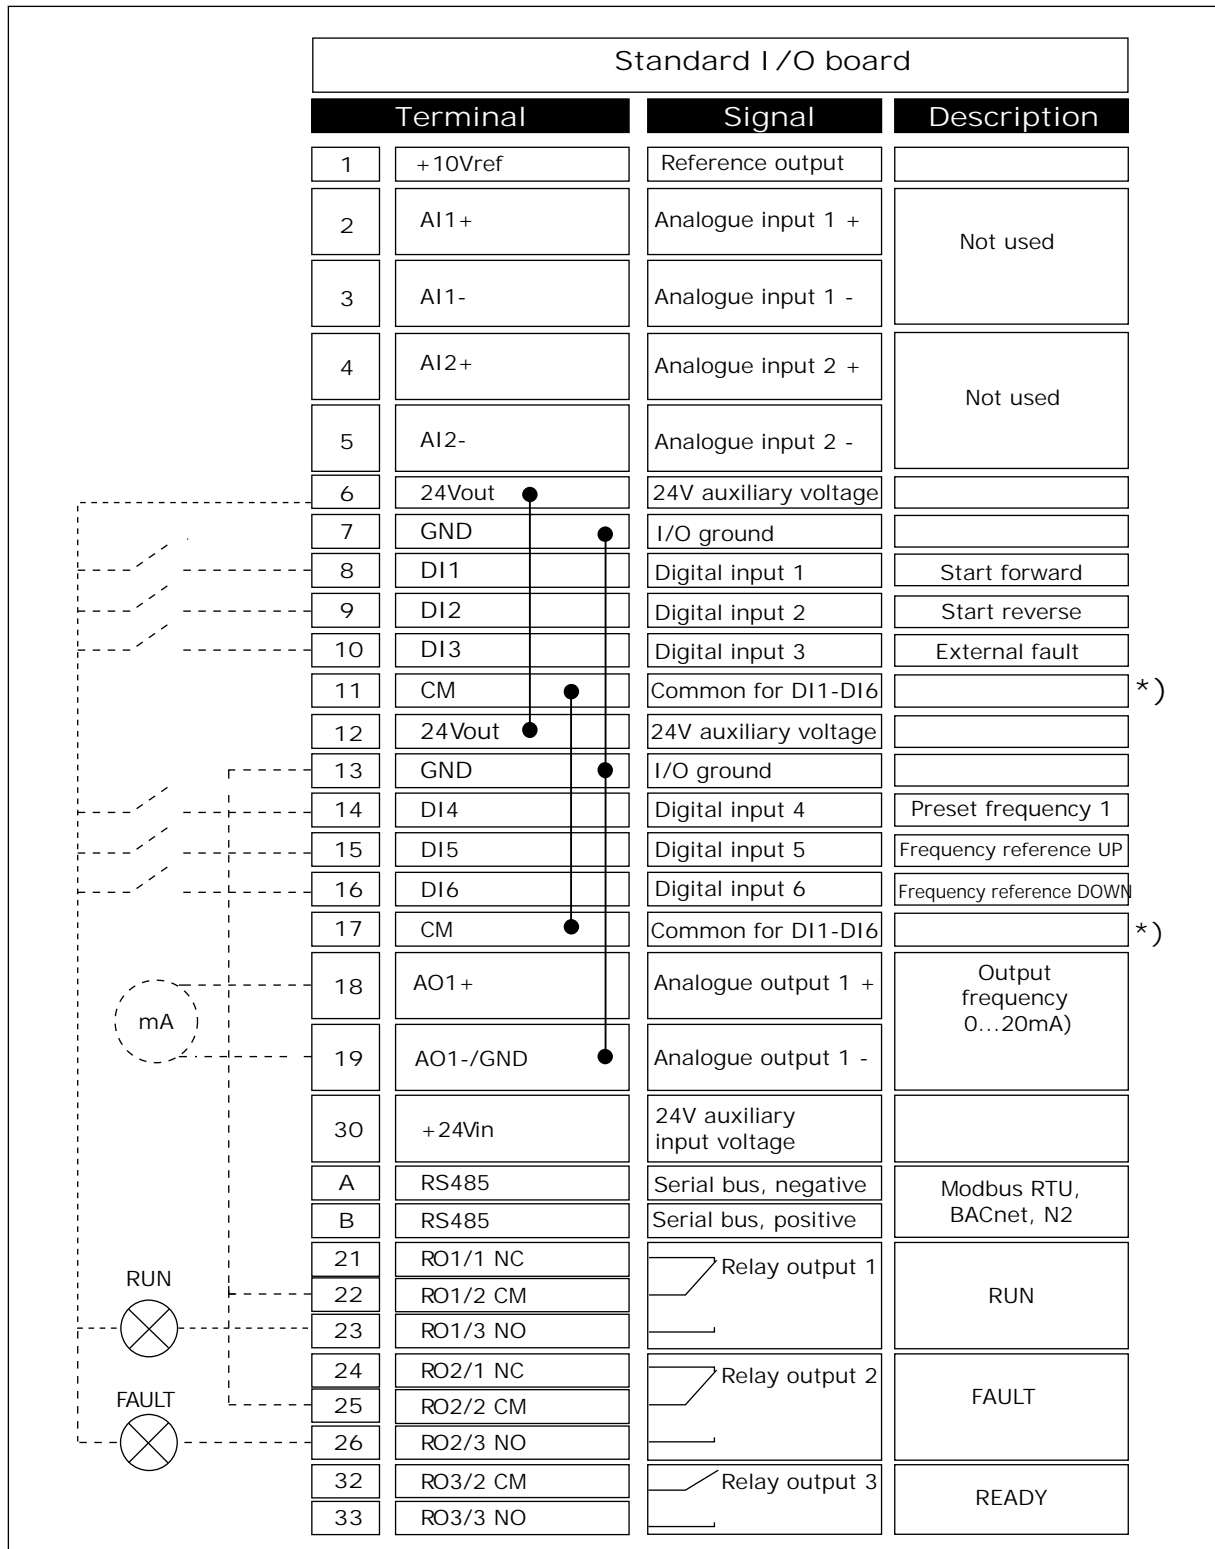 Standard I/O board
Terminal Signal Description
1 +10Vref Reference output
2 AI1+ Analogue input 1 +
Not used
3 AI1- Analogue input 1 -
4 AI2+ Analogue input 2 +
Not used
5 AI2- Analogue input 2 -
6 24Vout 24V auxiliary voltage
7 GND I/O ground
8 DI1 Digital input 1 Start forward
9 DI2 Digital input 2 Start reverse
10 DI3 Digital input 3 External fault
11 CM Common for DI1-DI6 *)
12 24Vout 24V auxiliary voltage
13 GND I/O ground
14 DI4 Digital input 4 Preset frequency 1
15 DI5 Digital input 5 Frequency reference UP
16 DI6 Digital input 6 Frequency reference DOWN
17 CM Common for DI1-DI6 *)
18 AO1+ Analogue output 1 +
Output
frequency
0...20mA)
mA
19 AO1-/GND Analogue output 1 -
30 +24Vin
24V auxiliary
input voltage
A RS485 Serial bus, negative
B RS485 Serial bus, positive
Modbus RTU,
BACnet, N2
21 RO1/1 NC
Relay output 1
RUN
22 RO1/2 CM RUN
23 RO1/3 NO
24 RO2/1 NC
Relay output 2
FAULT
25 RO2/2 CM FAULT
26 RO2/3 NO
32 RO3/2 CM Relay output 3
READY
33 RO3/3 NO